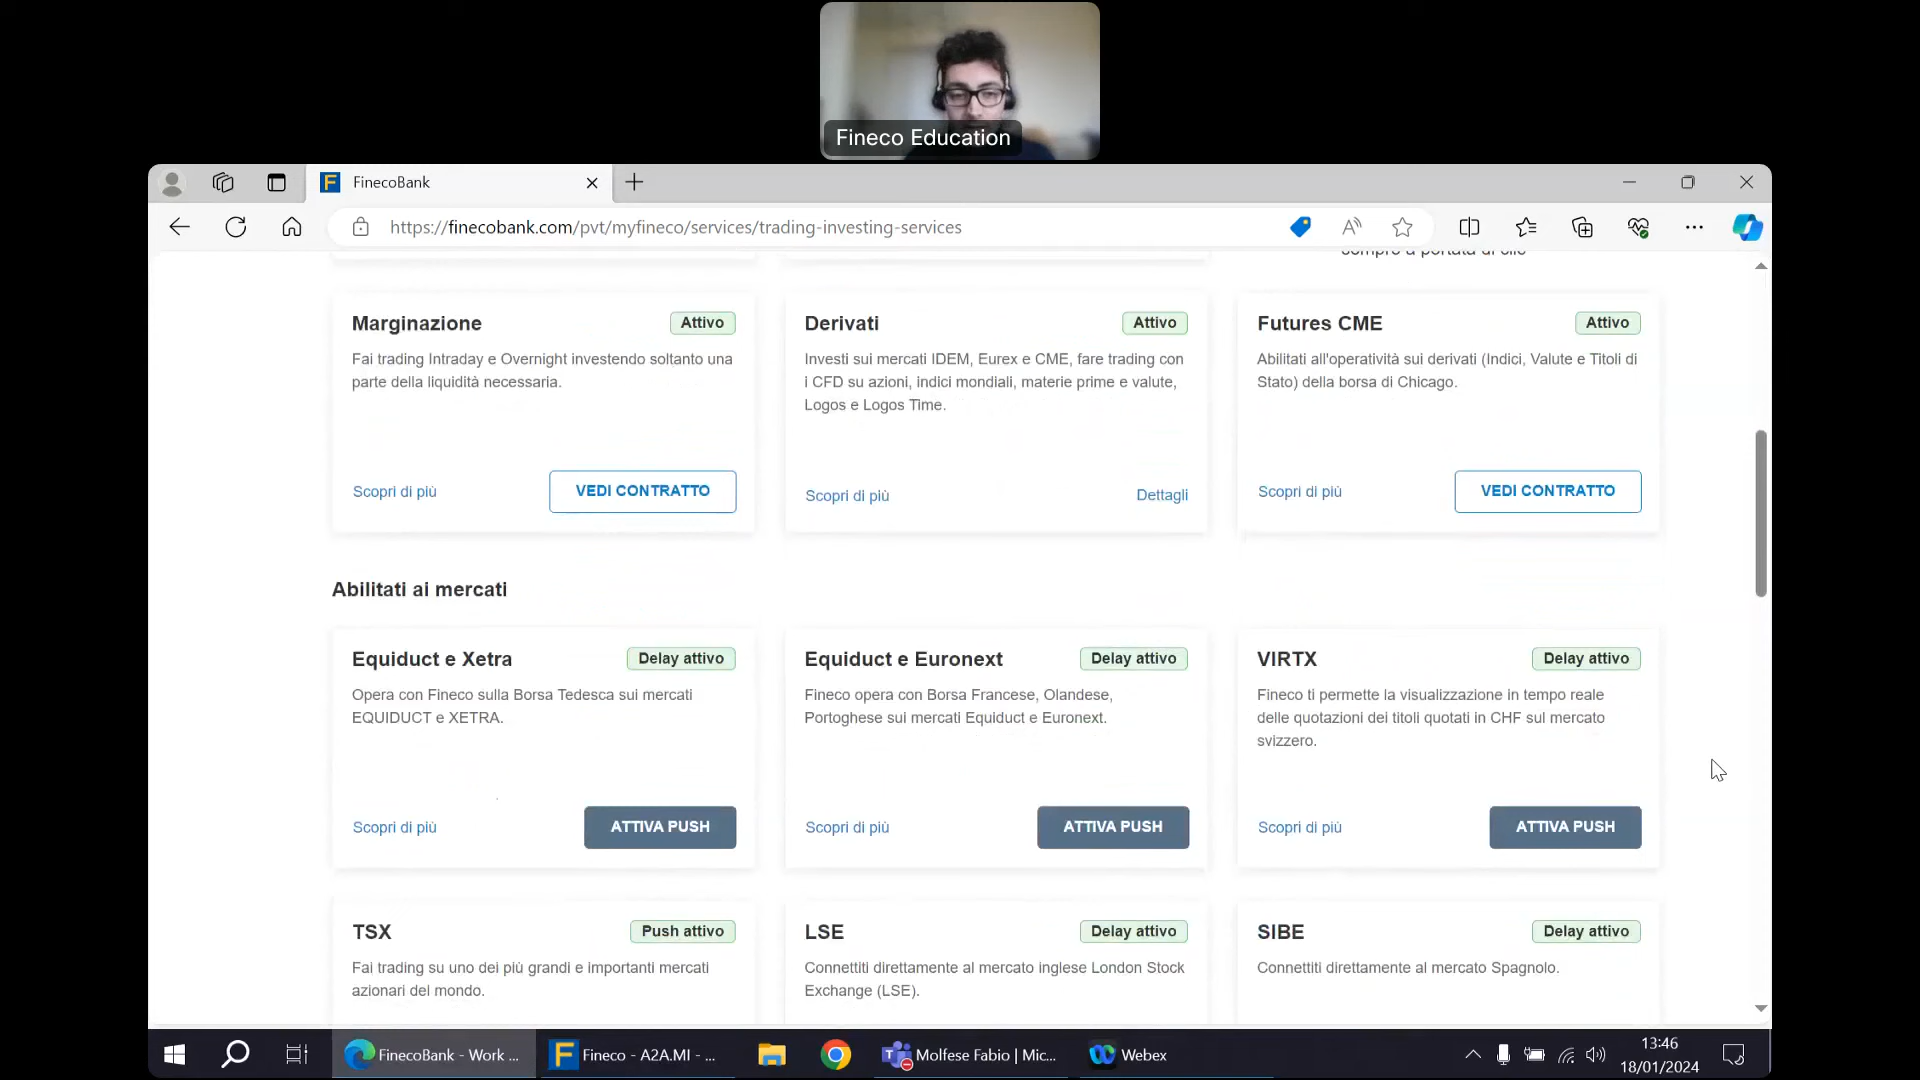 Fineco Education
FinecoBank
https://finecobank.com/pvt/myfineco/services/trading-investing-services
Sempre a portata di clic
Marginazione
Attivo
Fai trading Intraday e Overnight investendo soltanto una
parte della liquidità necessaria.
Scopri di più
VEDI CONTRATTO
Derivati
Attivo
Investi sui mercati IDEM, Eurex e CME, fare trading con
i CFD su azioni, indici mondiali, materie prime e valute,
Logos e Logos Time.
Scopri di più
Dettagli
Futures CME
Attivo
Abilitati all'operatività sui derivati (Indici, Valute e Titoli di
Stato) della borsa di Chicago.
Scopri di più
VEDI CONTRATTO
Abilitati ai mercati
Equiduct e Xetra
Delay attivo
Opera con Fineco sulla Borsa Tedesca sui mercati
EQUIDUCT e XETRA.
Scopri di più
ATTIVA PUSH
Equiduct e Euronext
Delay attivo
Fineco opera con Borsa Francese, Olandese,
Portoghese sui mercati Equiduct e Euronext.
Scopri di più
ATTIVA PUSH
VIRTX
Delay attivo
Fineco ti permette la visualizzazione in tempo reale
delle quotazioni dei titoli quotati in CHF sul mercato
svizzero.
Scopri di più
ATTIVA PUSH
TSX
Push attivo
Fai trading su uno dei più grandi e importanti mercati
azionari del mondo.
LSE
Delay attivo
Connettiti direttamente al mercato inglese London Stock
Exchange (LSE).
SIBE
Delay attivo
Connettiti direttamente al mercato Spagnolo.
FinecoBank - Work ...
Fineco - A2A.MI - ...
Molfese Fabio | Mic...
Webex
13:46
18/01/2024